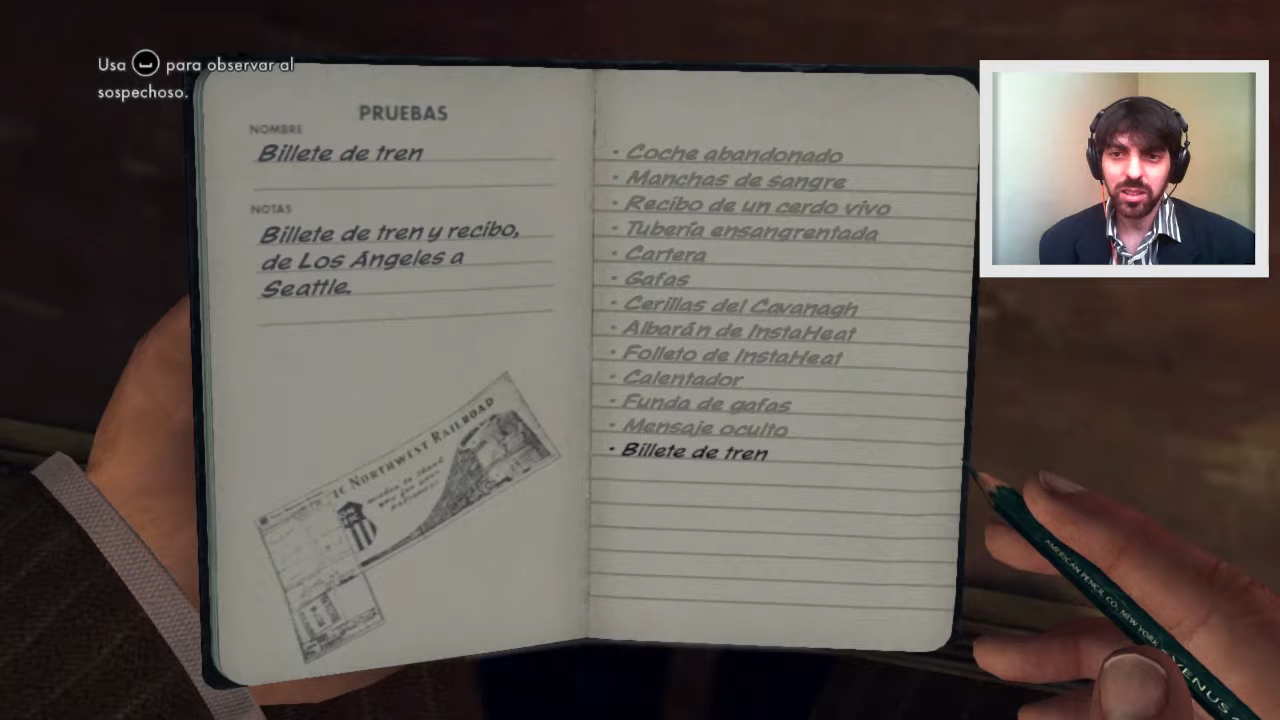 Usa para observar al
sospechoso.
PRUEBAS
NOMBRE
Billete de tren
NOTAS
Billete de tren y recibo,
de Los Ángeles a
Seattle.
NORTHWEST RAILROAD
• Coche abandonado
• Manchas de sangre
• Recibo de un cerdo vivo
• Tubería ensangrentada
• Cartera
• Gafas
• Cerillas del Cavanagh
• Albarán de InstaHeat
• Folleto de InstaHeat
• Calentador
• Funda de gafas
• Mensaje oculto
• Billete de tren
AMERICAN PENCIL CO. NEW YORK VENUS